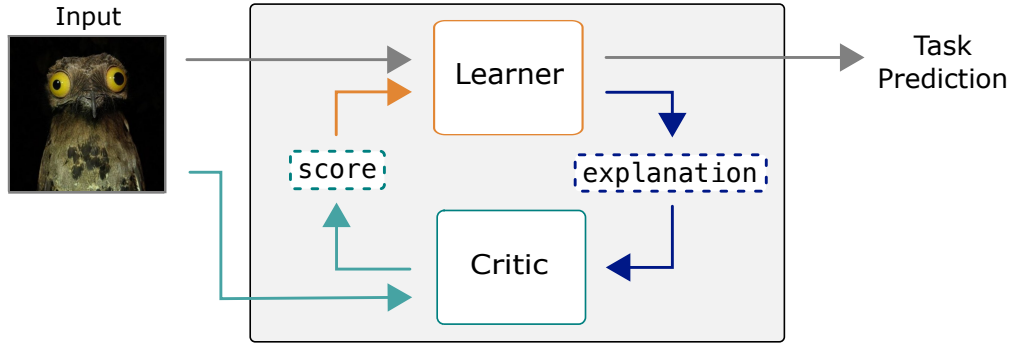 Input
Learner
Task
Prediction
score
explanation
Critic